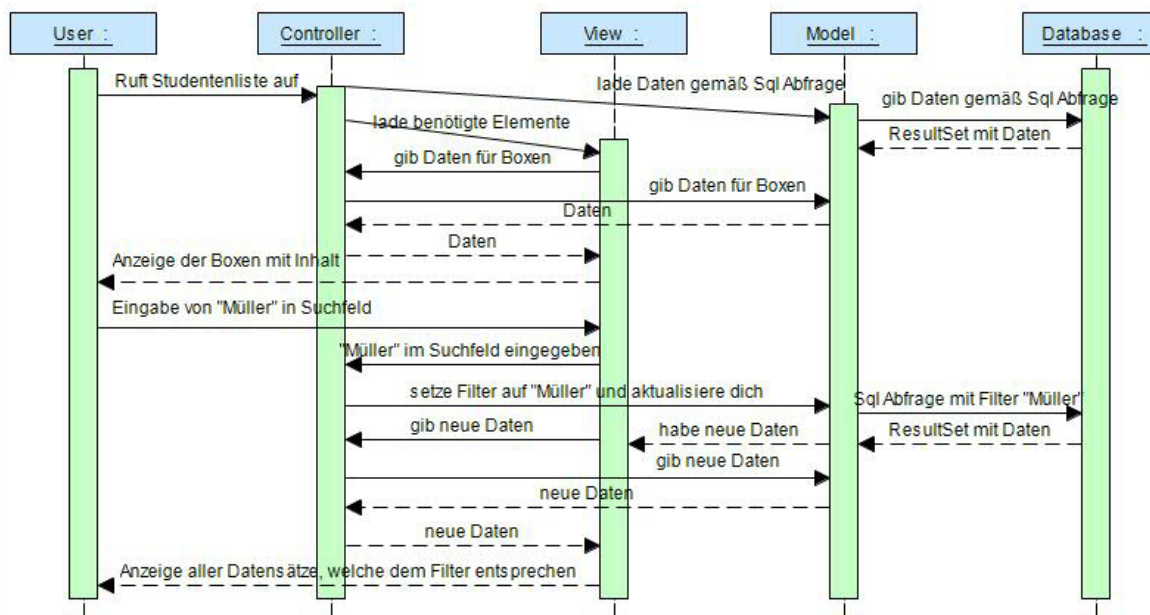 User :
Controller :
View :
Model :
Database :
Ruft Studentenliste auf
lade Daten gemäß Sql Abfrage
gib Daten gemäß Sql Abfrage
lade benötigte Elemente
ResultSet mit Daten
gib Daten für Boxen
gib Daten für Boxen
Daten
Daten
Anzeige der Boxen mit Inhalt
Eingabe von "Müller" in Suchfeld
"Müller" im Suchfeld eingegeben
setze Filter auf "Müller" und aktualisiere dich
Sql Abfrage mit Filter "Müller"
gib neue Daten
habe neue Daten
ResultSet mit Daten
gib neue Daten
neue Daten
neue Daten
Anzeige aller Datensätze, welche dem Filter entsprechen